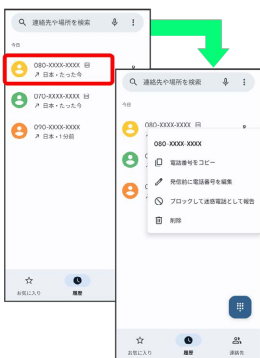 連絡先や場所を検索
今日
080-XXXX-XXXX
日本・たった今
070-XXXX-XXXX
日本・たった今
090-XXXX-XXXX
日本・1分前
お気に入り
履歴
連絡先や場所を検索
今日
080-XXXX-XXXX
080-XXXX-XXXX
電話番号をコピー
発信前に電話番号を編集
ブロックして迷惑電話として報告
削除
お気に入り
履歴
連絡先